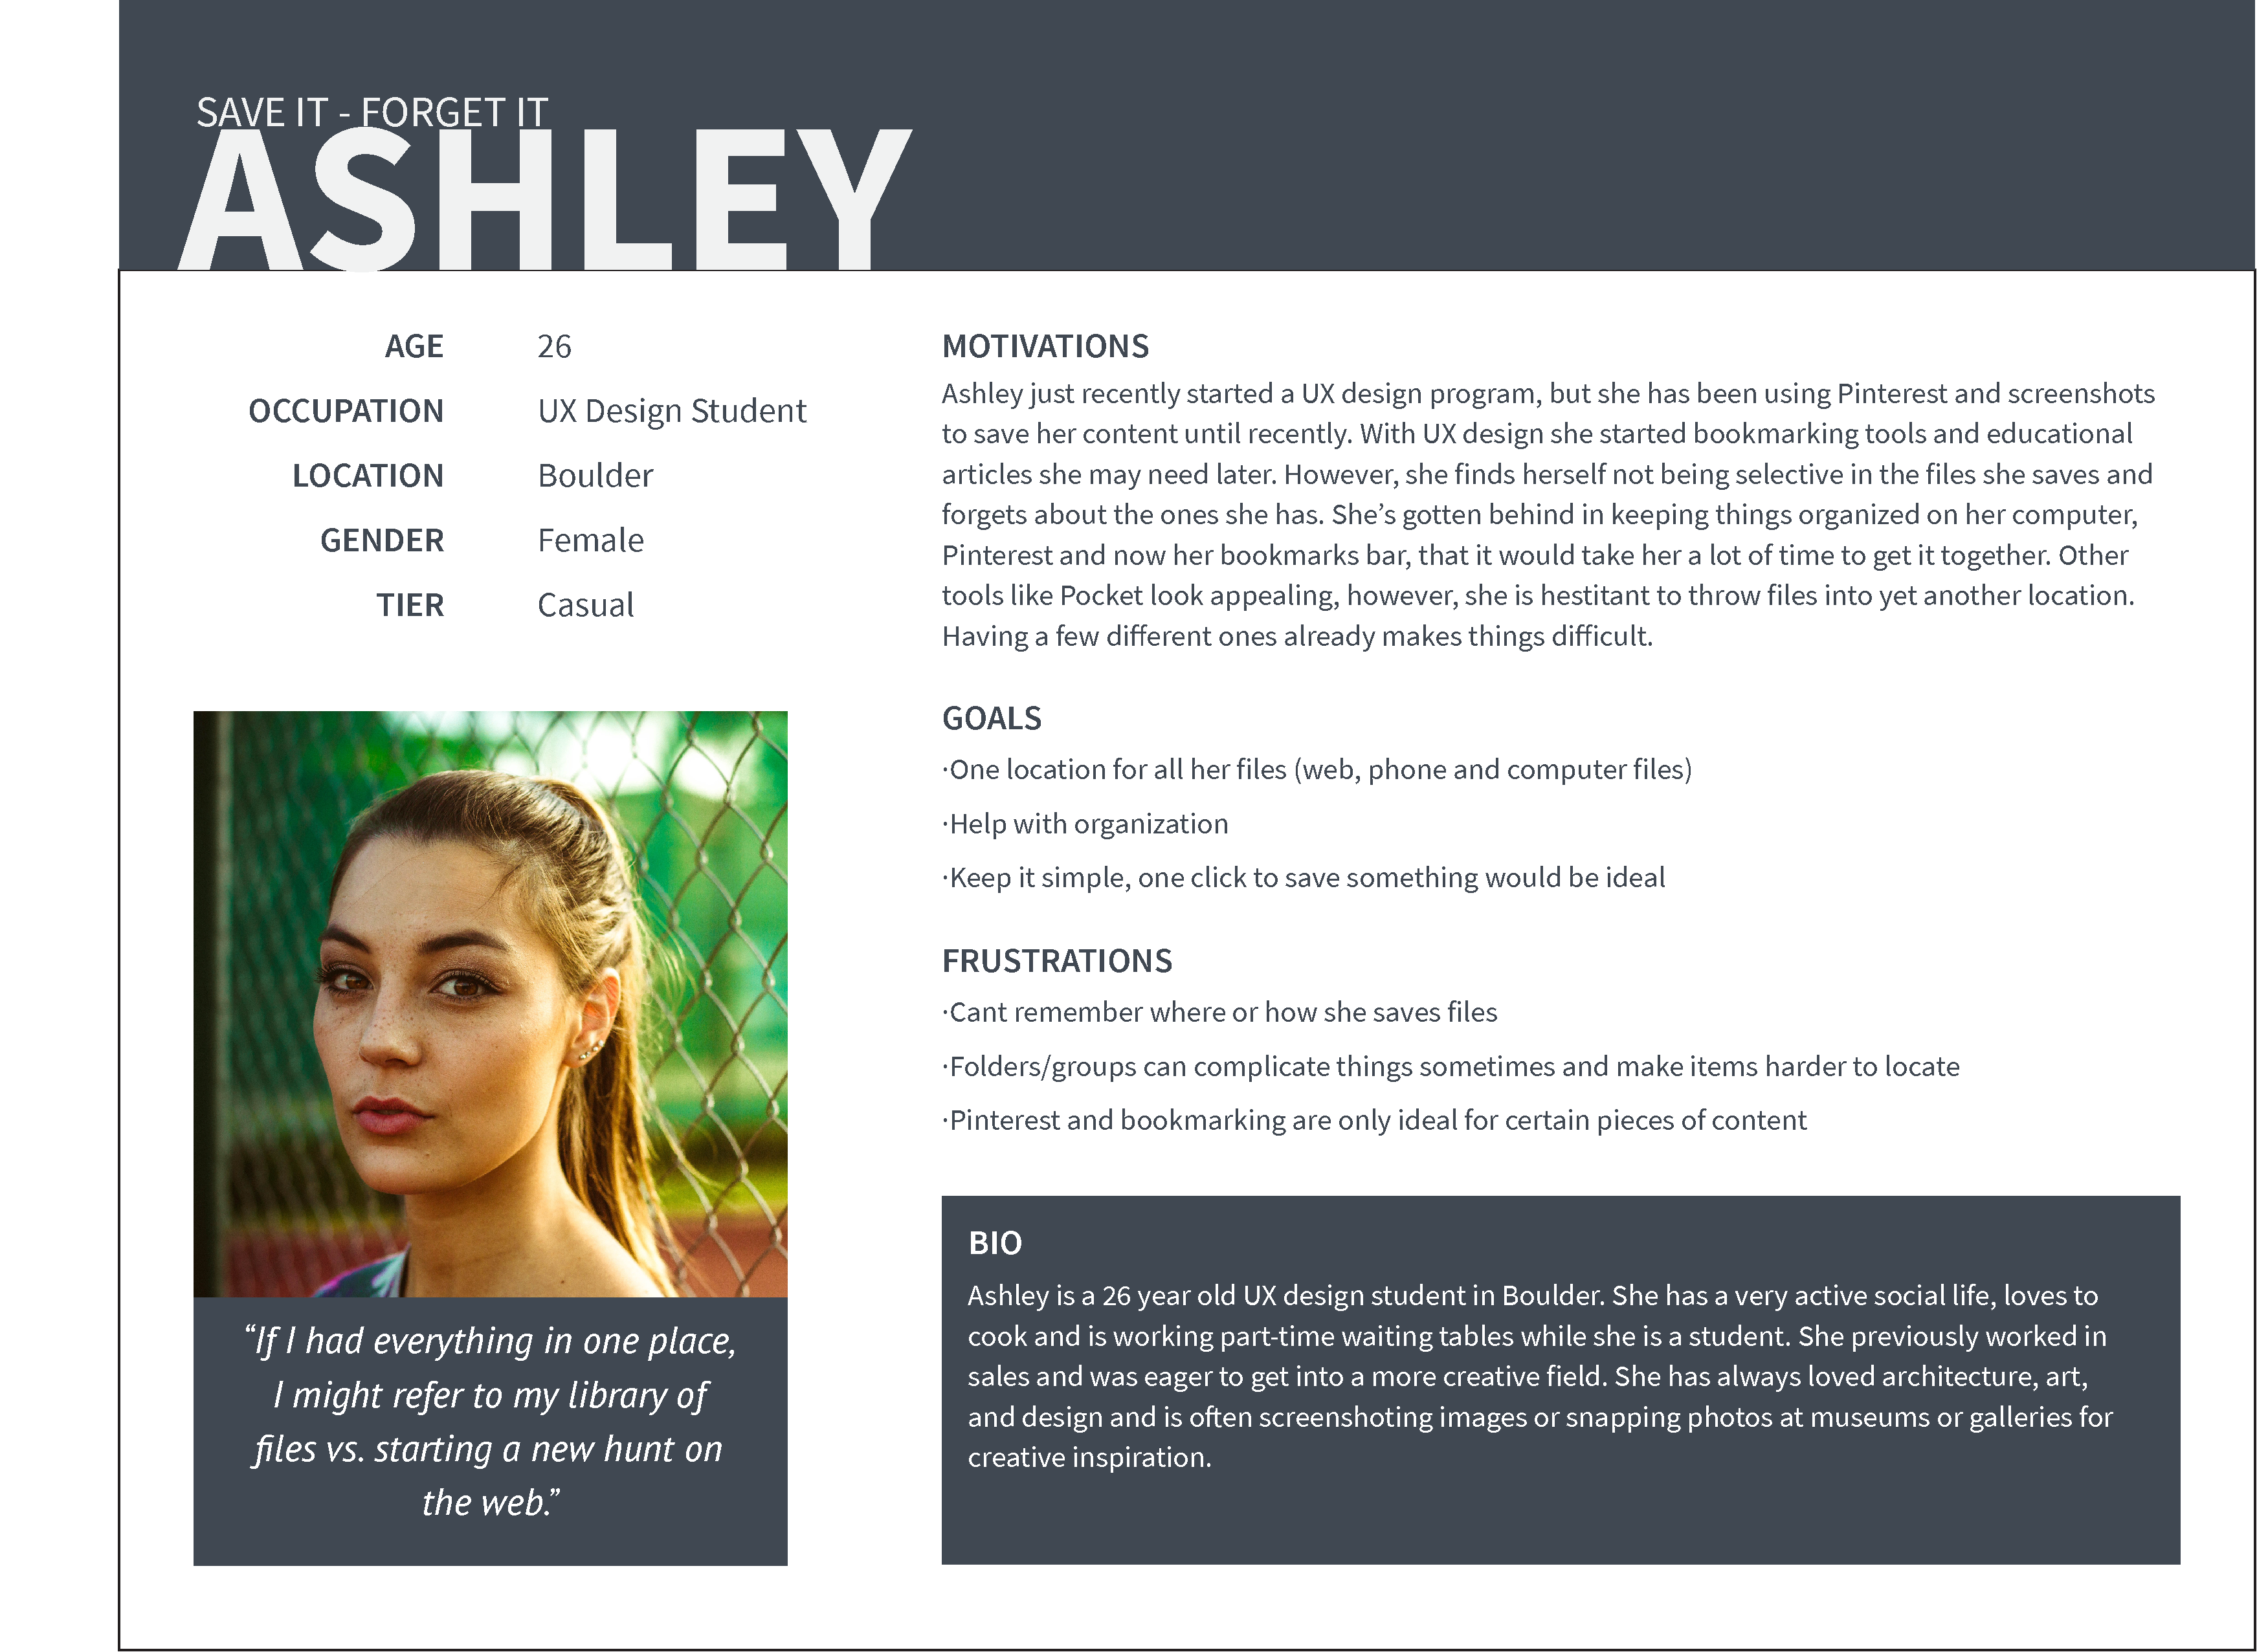 SAVE IT - FORGET IT
ASHLEY
AGE 26
OCCUPATION UX Design Student
LOCATION Boulder
GENDER Female
TIER Casual
“If I had everything in one place,
I might refer to my library of
files vs. starting a new hunt on
the web.”
MOTIVATIONS
Ashley just recently started a UX design program, but she has been using Pinterest and screenshots
to save her content until recently. With UX design she started bookmarking tools and educational
articles she may need later. However, she finds herself not being selective in the files she saves and
forgets about the ones she has. She’s gotten behind in keeping things organized on her computer,
Pinterest and now her bookmarks bar, that it would take her a lot of time to get it together. Other
tools like Pocket look appealing, however, she is hestitant to throw files into yet another location.
Having a few different ones already makes things difficult.
GOALS
·One location for all her files (web, phone and computer files)
·Help with organization
·Keep it simple, one click to save something would be ideal
FRUSTRATIONS
·Cant remember where or how she saves files
·Folders/groups can complicate things sometimes and make items harder to locate
·Pinterest and bookmarking are only ideal for certain pieces of content
BIO
Ashley is a 26 year old UX design student in Boulder. She has a very active social life, loves to
cook and is working part-time waiting tables while she is a student. She previously worked in
sales and was eager to get into a more creative field. She has always loved architecture, art,
and design and is often screenshoting images or snapping photos at museums or galleries for
creative inspiration.